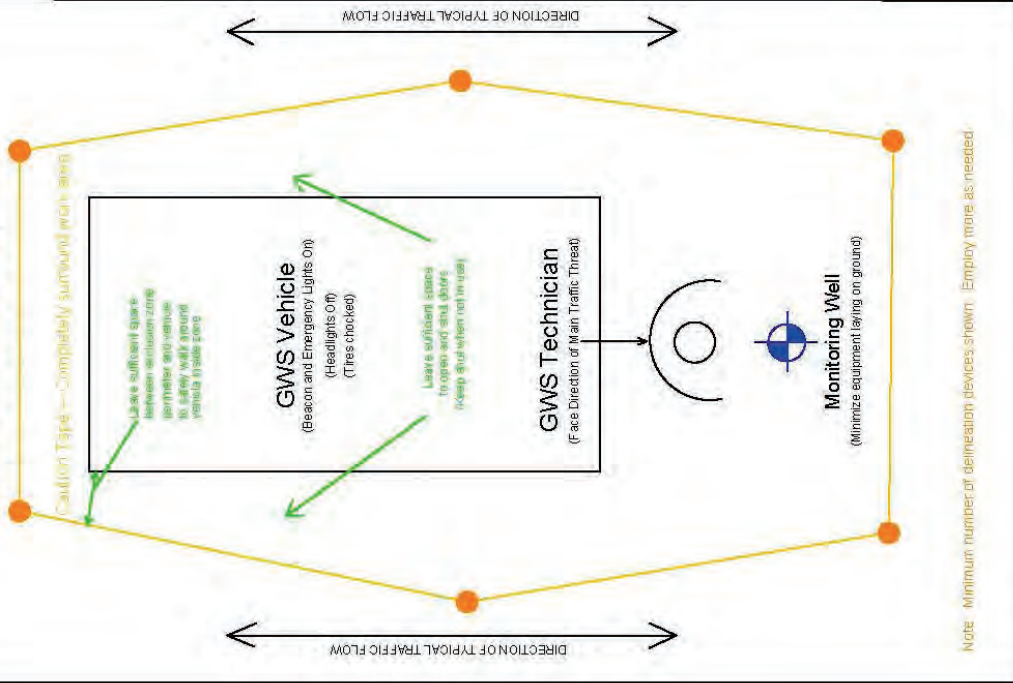 DIRECTION OF TYPICAL TRAFFIC FLOW
Caution Tape — Completely surround work area
Leave sufficent space
between exclusion zone
perimeter and vehicle
to safely walk around
vehicle inside zone
GWS Vehicle
(Beacon and Emergency Lights On)
(Headlights Off)
(Tires chocked)
Leave sufficient space
to open and shut doors
(Keep shut when not in use)
GWS Technician
(Face Direction of Main Traffic Threat)
Monitoring Well
(Minimize equipment laying on ground)
Note Minimum number of delineation devices shown Employ more as needed
DIRECTION OF TYPICAL TRAFFIC FLOW